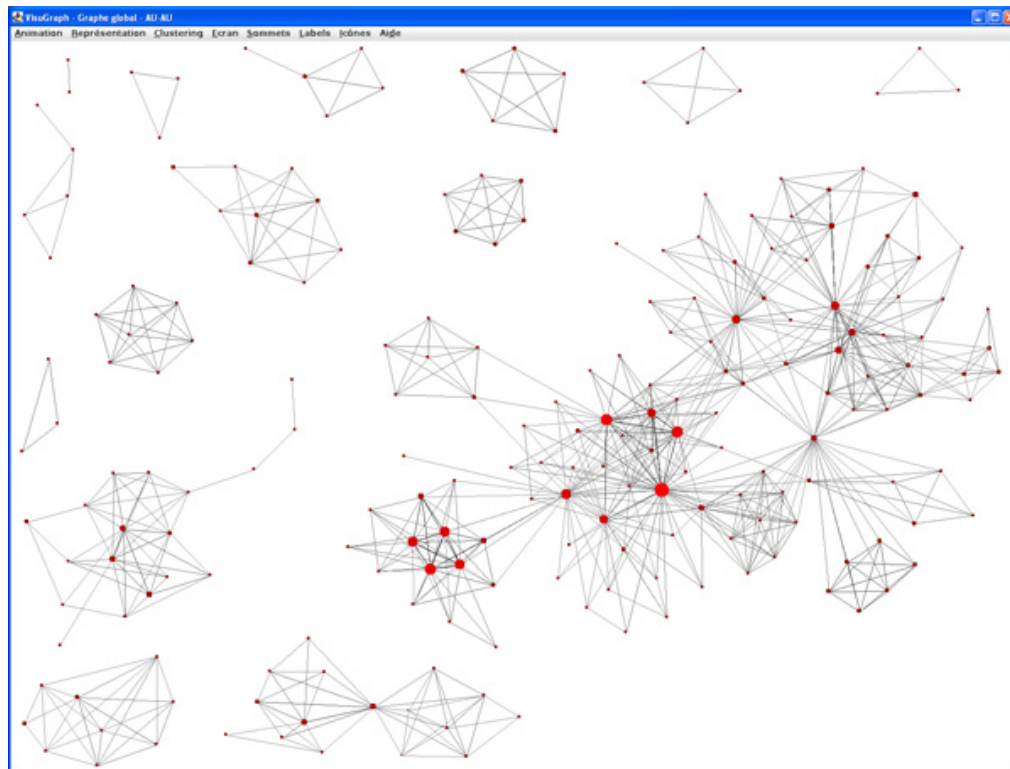 VisuGraph - Graphe global - AU-AU
Animation Représentation Clustering Ecran Sommets Labels Icônes Aide